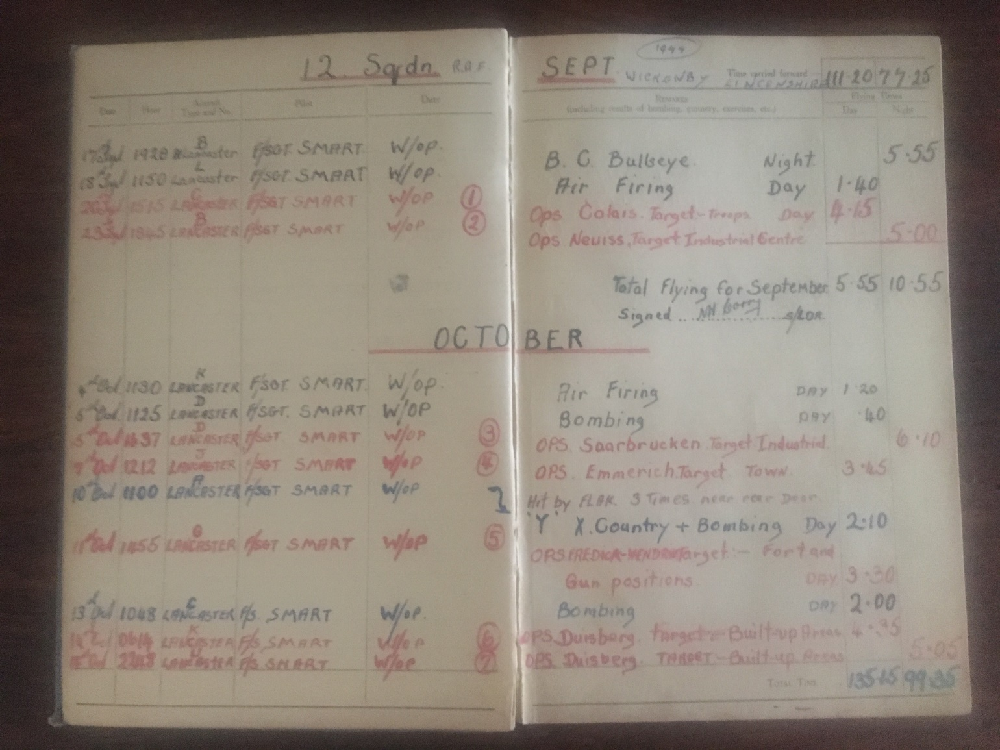 12. Sqdn. R.A.F.
Date Hour Aircraft Type and No. Pilot Date
17th Sept 1928 B Lancaster F/SGT. SMART. W/OP.
18th Sept 1150 L Lancaster F/SGT. SMART W/OP.
20 Sept 1515 C LANCASTER F/SGT SMART W/OP ①
23rd Sept 1845 B LANCASTER F/SGT SMART W/OP ②
1944
SEPT. WICKENBY Time carried forward :- 111.20 77.25
LINCONSHIRE
REMARKS Flying Times
(including results of bombing, gunnery, exercises, etc.) Day Night
B. C. Bullseye. Night. 5.55
Air Firing Day 1.40
Ops Calais. Target-Troops. Day 4.15
Ops Neuiss, Target Industrial Centre 5.00
Total Flying for September 5.55 10.55
Signed .......... S/LDR.
OCTOBER
4th Oct 1130 K LANCASTER F/SGT. SMART. W/OP.
5th Oct. 1125 D LANCASTER F/SGT. SMART W/OP
5th Oct 1837 D LANCASTER F/SGT SMART W/OP ③
7th Oct 1212 J LANCASTER F/SGT SMART W/OP ④
10th Oct 1100 A LANCASTER F/SGT SMART W/OP
11th Oct 1455 G LANCASTER F/SGT SMART W/OP ⑤
13th Oct 1048 C LANCASTER F/S. SMART W/OP.
14th Oct 0614 K LANCASTER F/S SMART W/OP ⑥
Oct LANCASTER F/S SMART W/OP ⑦
Air Firing DAY 1.20
Bombing DAY .40
OPS. Saarbrucken Target Industrial. 6.10
OPS. Emmerich.Target. TOWN. 3.45
Hit by FLAK. 3 Times near rear Door.
'Y' X.Country + Bombing Day 2:10
OPS. Target:- Fort and
Gun positions. DAY. 3.30
Bombing DAY 2.00
OPS. Duisberg. Target - Built-up Areas 4.35
OPS Duisberg. TARGET - Built-up Areas 5.05
TOTAL TIME 135.15 99.35